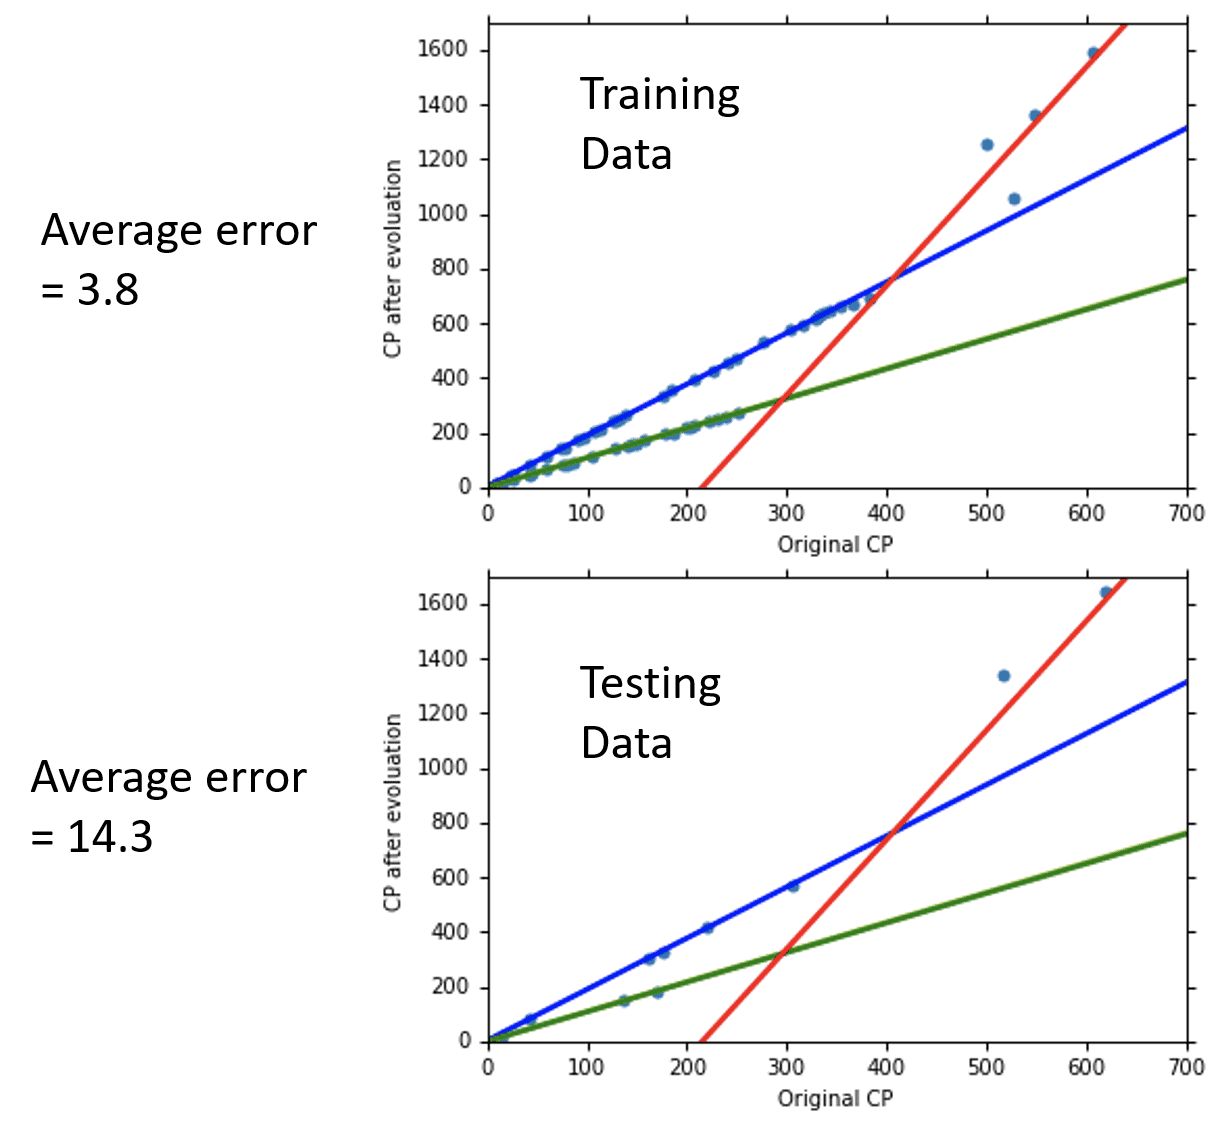 Training
Data
Average error
= 3.8
CP after evoluation
1600
1400
1200
1000
800
600
400
200
0
0 100 200 300 400 500 600 700
Original CP
Testing
Data
Average error
= 14.3
CP after evoluation
1600
1400
1200
1000
800
600
400
200
0
0 100 200 300 400 500 600 700
Original CP